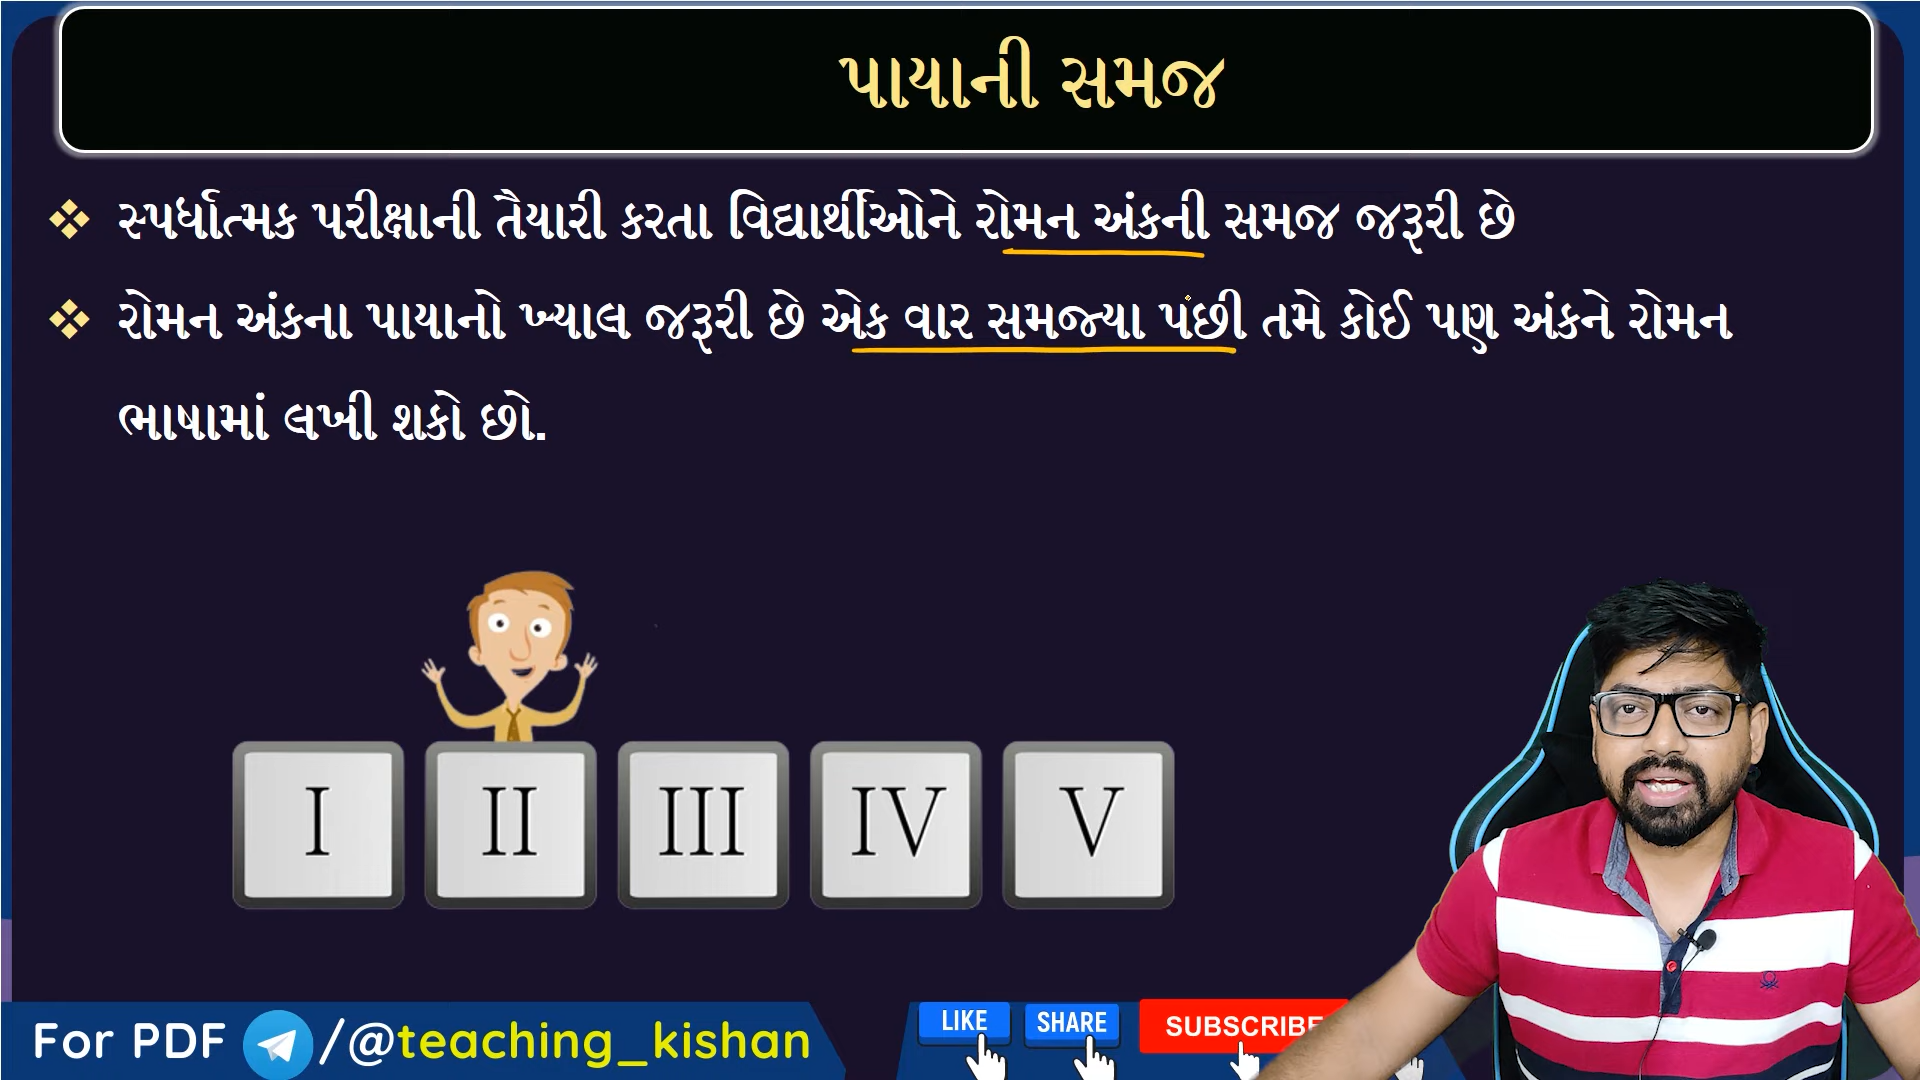 પાયાની સમજ
❖ સ્પર્ધાત્મક પરીક્ષાની તૈયારી કરતા વિદ્યાર્થીઓને રોમન અંકની સમજ જરૂરી છે
❖ રોમન અંકના પાયાનો ખ્યાલ જરૂરી છે એક વાર સમજ્યા પછી તમે કોઈ પણ અંકને રોમન
ભાષામાં લખી શકો છો.
I II III IV V
For PDF /@teaching_kishan
LIKE SHARE SUBSCRIBE